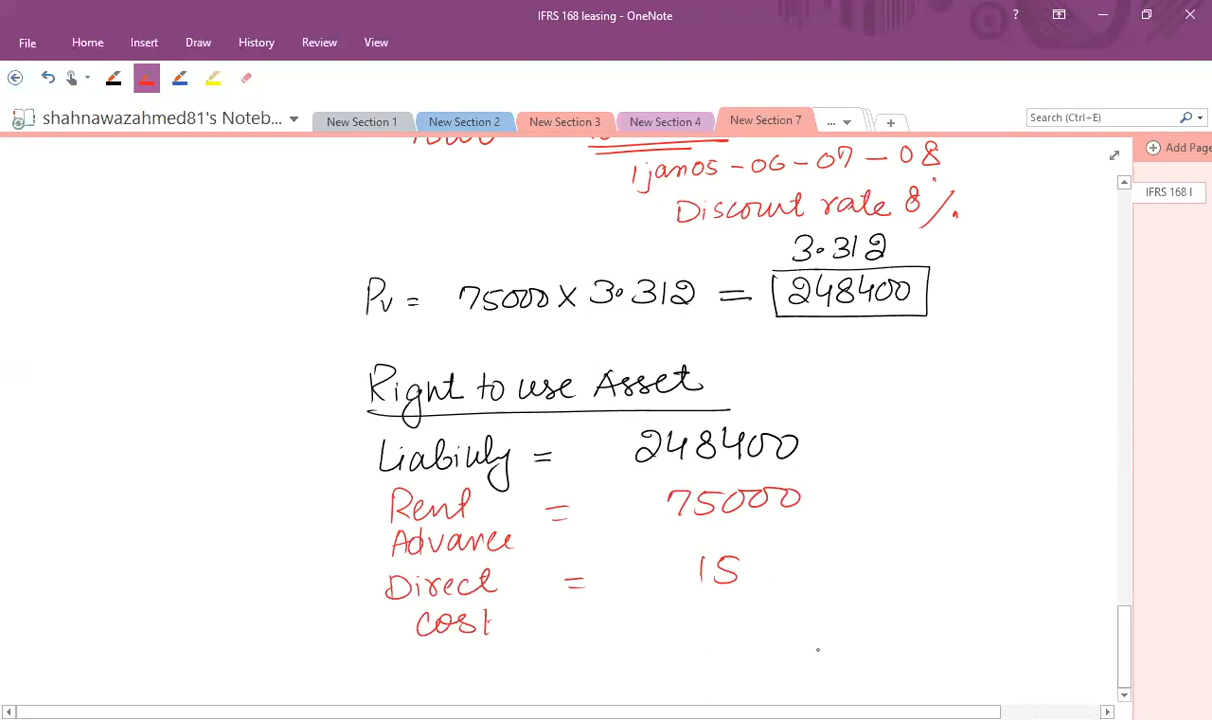 IFRS 168 leasing - OneNote
?
File Home Insert Draw History Review View
shahnawazahmed81's Noteb... New Section 1 New Section 2 New Section 3 New Section 4 New Section 7 ... Search (Ctrl+E)
Add Page
IFRS 168 l
1 jan05-06-07-08
Discount rate 8%.
3.312
Pv = 75000 x 3.312 = 248400
Right to use Asset
Liability = 248400
Rent = 75000
Advance
Direct = 15
cost